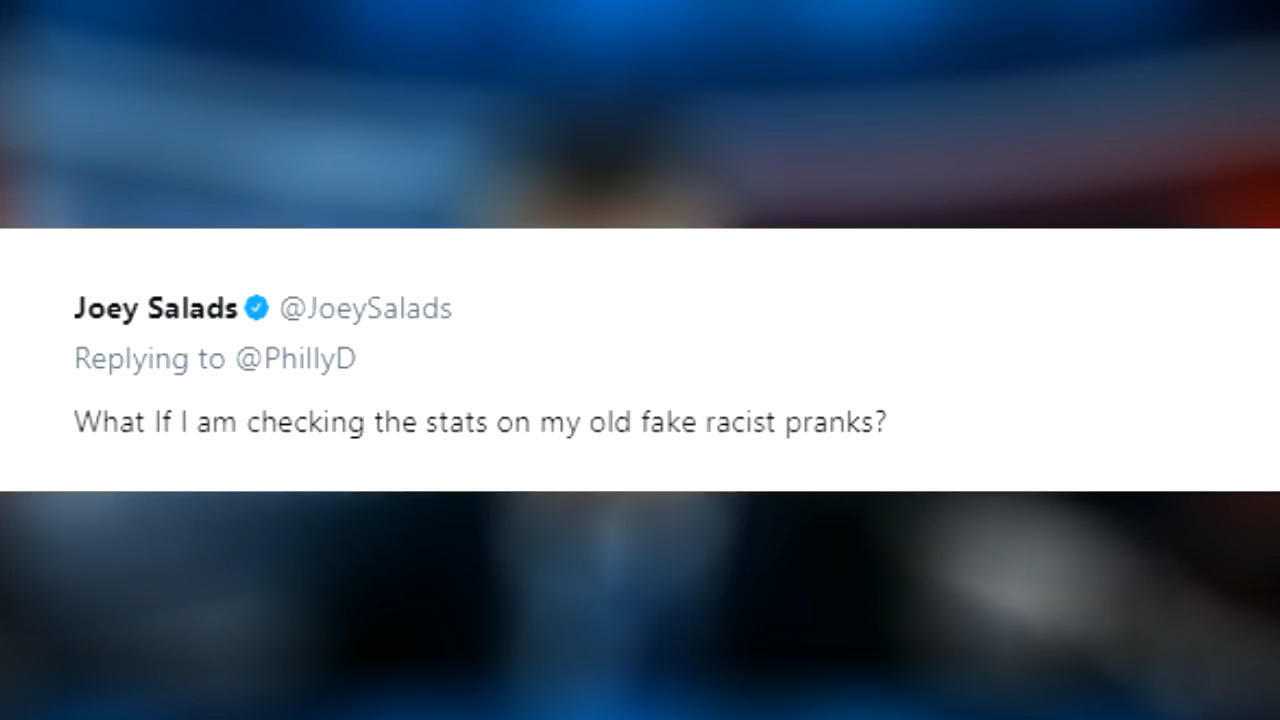 Joey Salads @JoeySalads
Replying to @PhillyD
What If I am checking the stats on my old fake racist pranks?